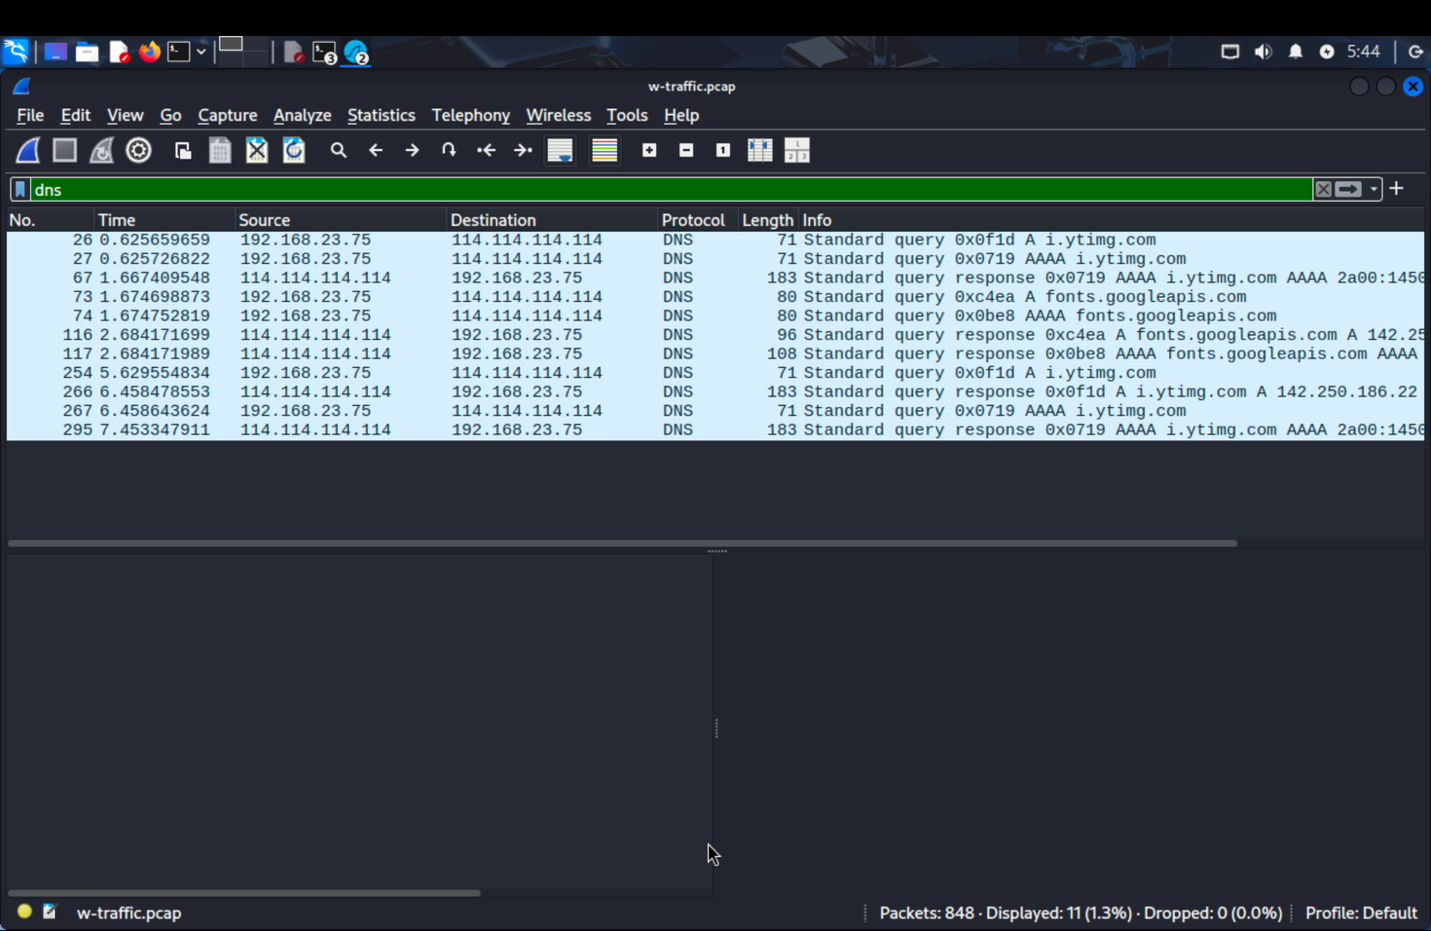 3 2 5:44
w-traffic.pcap
File Edit View Go Capture Analyze Statistics Telephony Wireless Tools Help
dns
No. Time Source Destination Protocol Length Info
26 0.625659659 192.168.23.75 114.114.114.114 DNS 71 Standard query 0x0f1d A i.ytimg.com
27 0.625726822 192.168.23.75 114.114.114.114 DNS 71 Standard query 0x0719 AAAA i.ytimg.com
67 1.667409548 114.114.114.114 192.168.23.75 DNS 183 Standard query response 0x0719 AAAA i.ytimg.com AAAA 2a00:1450
73 1.674698873 192.168.23.75 114.114.114.114 DNS 80 Standard query 0xc4ea A fonts.googleapis.com
74 1.674752819 192.168.23.75 114.114.114.114 DNS 80 Standard query 0x0be8 AAAA fonts.googleapis.com
116 2.684171699 114.114.114.114 192.168.23.75 DNS 96 Standard query response 0xc4ea A fonts.googleapis.com A 142.25
117 2.684171989 114.114.114.114 192.168.23.75 DNS 108 Standard query response 0x0be8 AAAA fonts.googleapis.com AAAA
254 5.629554834 192.168.23.75 114.114.114.114 DNS 71 Standard query 0x0f1d A i.ytimg.com
266 6.458478553 114.114.114.114 192.168.23.75 DNS 183 Standard query response 0x0f1d A i.ytimg.com A 142.250.186.22
267 6.458643624 192.168.23.75 114.114.114.114 DNS 71 Standard query 0x0719 AAAA i.ytimg.com
295 7.453347911 114.114.114.114 192.168.23.75 DNS 183 Standard query response 0x0719 AAAA i.ytimg.com AAAA 2a00:1450
w-traffic.pcap Packets: 848 · Displayed: 11 (1.3%) · Dropped: 0 (0.0%) Profile: Default